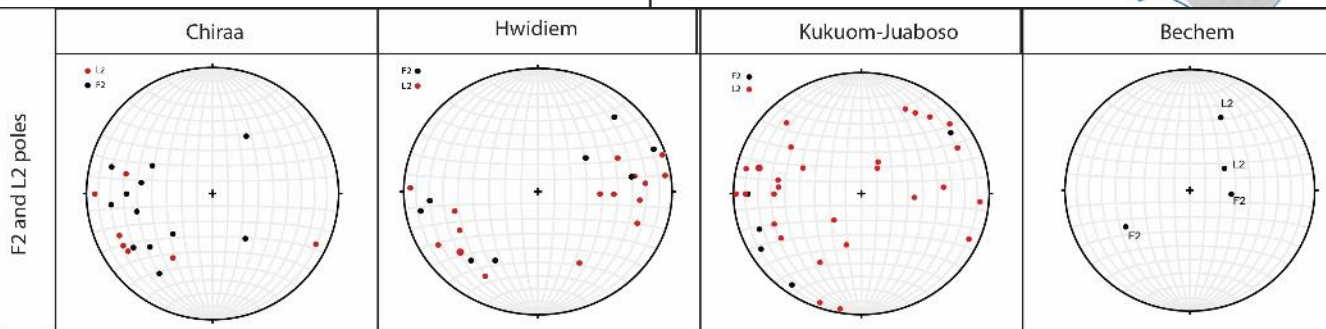 Chiraa
Hwidiem
Kukuom-Juaboso
Bechem
F2 and L2 poles
L2
F2
F2
L2
F2
L2
L2
L2
F2
F2